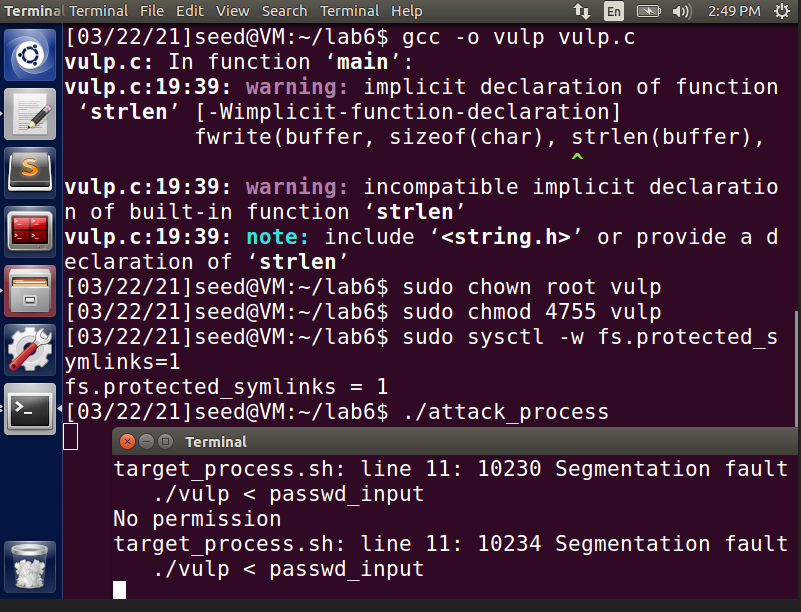 Terminal Terminal File Edit View Search Terminal Help En 2:49 PM
[03/22/21]seed@VM:~/lab6$ gcc -o vulp vulp.c
vulp.c: In function ‘main’:
vulp.c:19:39: warning: implicit declaration of function
‘strlen’ [-Wimplicit-function-declaration]
fwrite(buffer, sizeof(char), strlen(buffer),
^
vulp.c:19:39: warning: incompatible implicit declaratio
n of built-in function ‘strlen’
vulp.c:19:39: note: include ‘<string.h>’ or provide a d
eclaration of ‘strlen’
[03/22/21]seed@VM:~/lab6$ sudo chown root vulp
[03/22/21]seed@VM:~/lab6$ sudo chmod 4755 vulp
[03/22/21]seed@VM:~/lab6$ sudo sysctl -w fs.protected_s
ymlinks=1
fs.protected_symlinks = 1
[03/22/21]seed@VM:~/lab6$ ./attack_process
Terminal
target_process.sh: line 11: 10230 Segmentation fault
./vulp < passwd_input
No permission
target_process.sh: line 11: 10234 Segmentation fault
./vulp < passwd_input